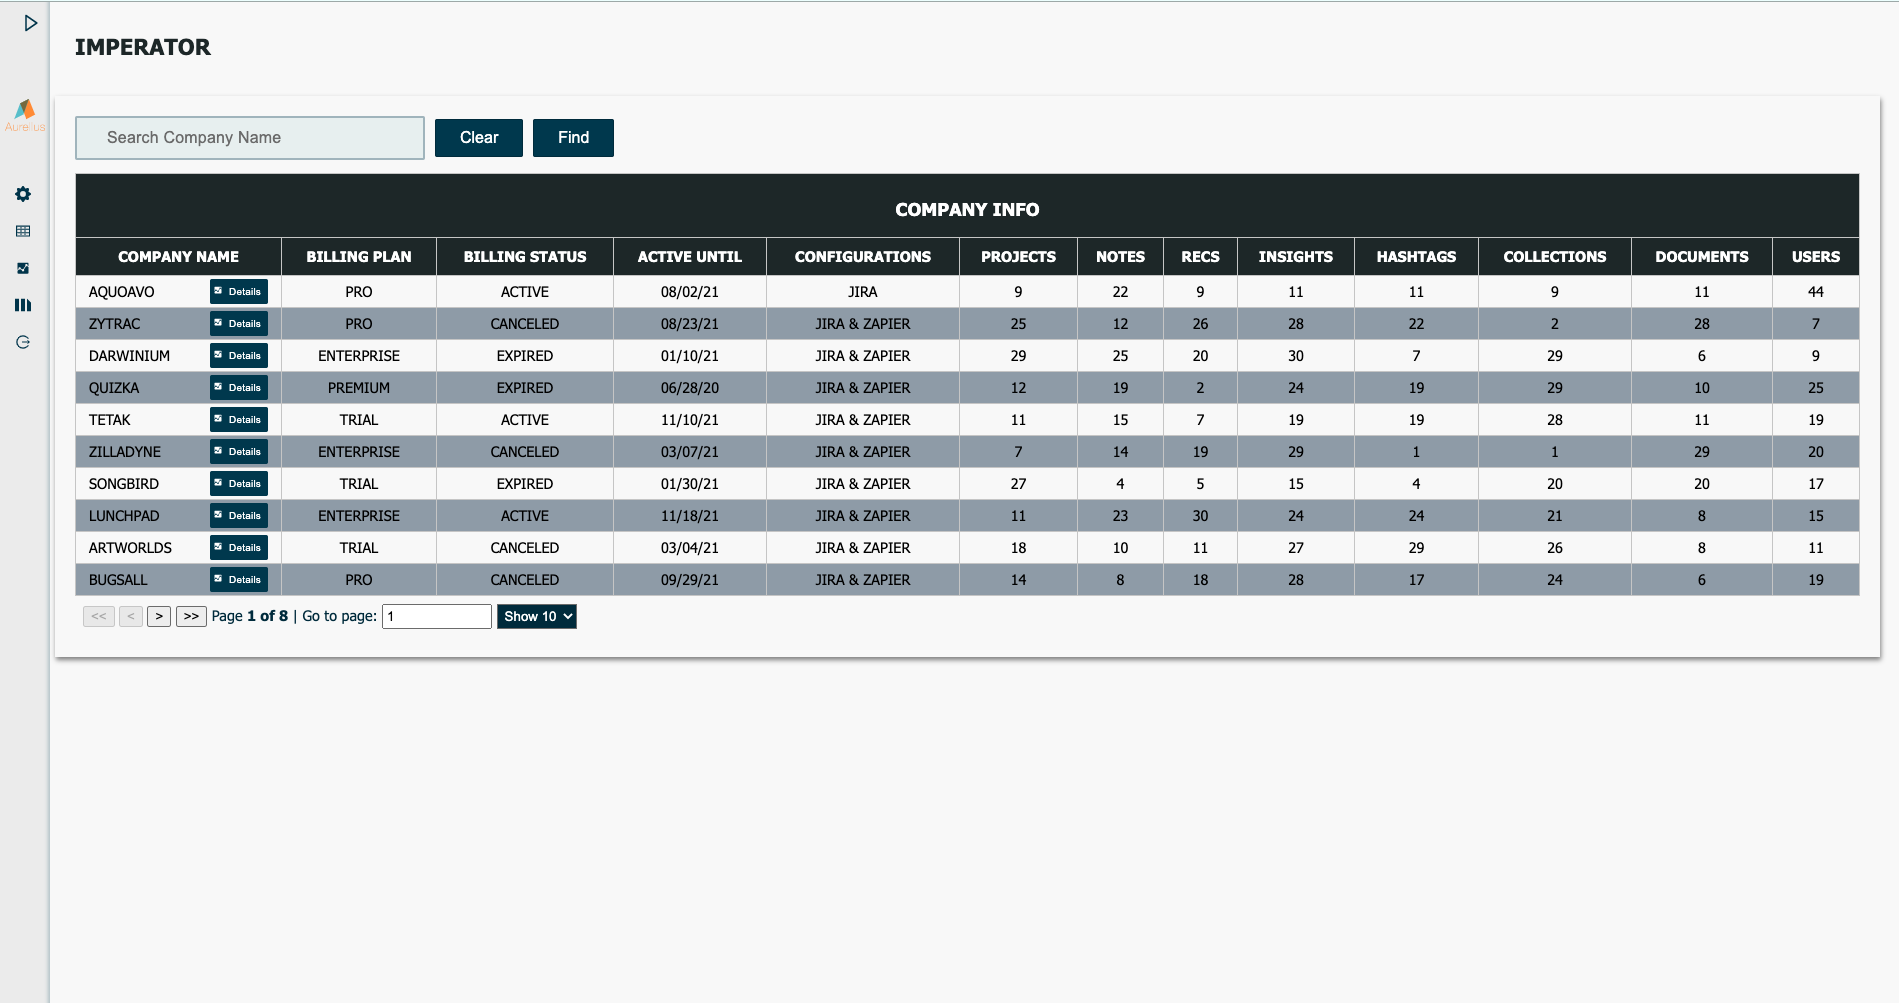 IMPERATOR
Aurelius
Search Company Name Clear Find
COMPANY INFO
COMPANY NAME BILLING PLAN BILLING STATUS ACTIVE UNTIL CONFIGURATIONS PROJECTS NOTES RECS INSIGHTS HASHTAGS COLLECTIONS DOCUMENTS USERS
AQUOAVO Details PRO ACTIVE 08/02/21 JIRA 9 22 9 11 11 9 11 44
ZYTRAC Details PRO CANCELED 08/23/21 JIRA & ZAPIER 25 12 26 28 22 2 28 7
DARWINIUM Details ENTERPRISE EXPIRED 01/10/21 JIRA & ZAPIER 29 25 20 30 7 29 6 9
QUIZKA Details PREMIUM EXPIRED 06/28/20 JIRA & ZAPIER 12 19 2 24 19 29 10 25
TETAK Details TRIAL ACTIVE 11/10/21 JIRA & ZAPIER 11 15 7 19 19 28 11 19
ZILLADYNE Details ENTERPRISE CANCELED 03/07/21 JIRA & ZAPIER 7 14 19 29 1 1 29 20
SONGBIRD Details TRIAL EXPIRED 01/30/21 JIRA & ZAPIER 27 4 5 15 4 20 20 17
LUNCHPAD Details ENTERPRISE ACTIVE 11/18/21 JIRA & ZAPIER 11 23 30 24 24 21 8 15
ARTWORLDS Details TRIAL CANCELED 03/04/21 JIRA & ZAPIER 18 10 11 27 29 26 8 11
BUGSALL Details PRO CANCELED 09/29/21 JIRA & ZAPIER 14 8 18 28 17 24 6 19
<< < > >> Page 1 of 8 | Go to page: 1 Show 10